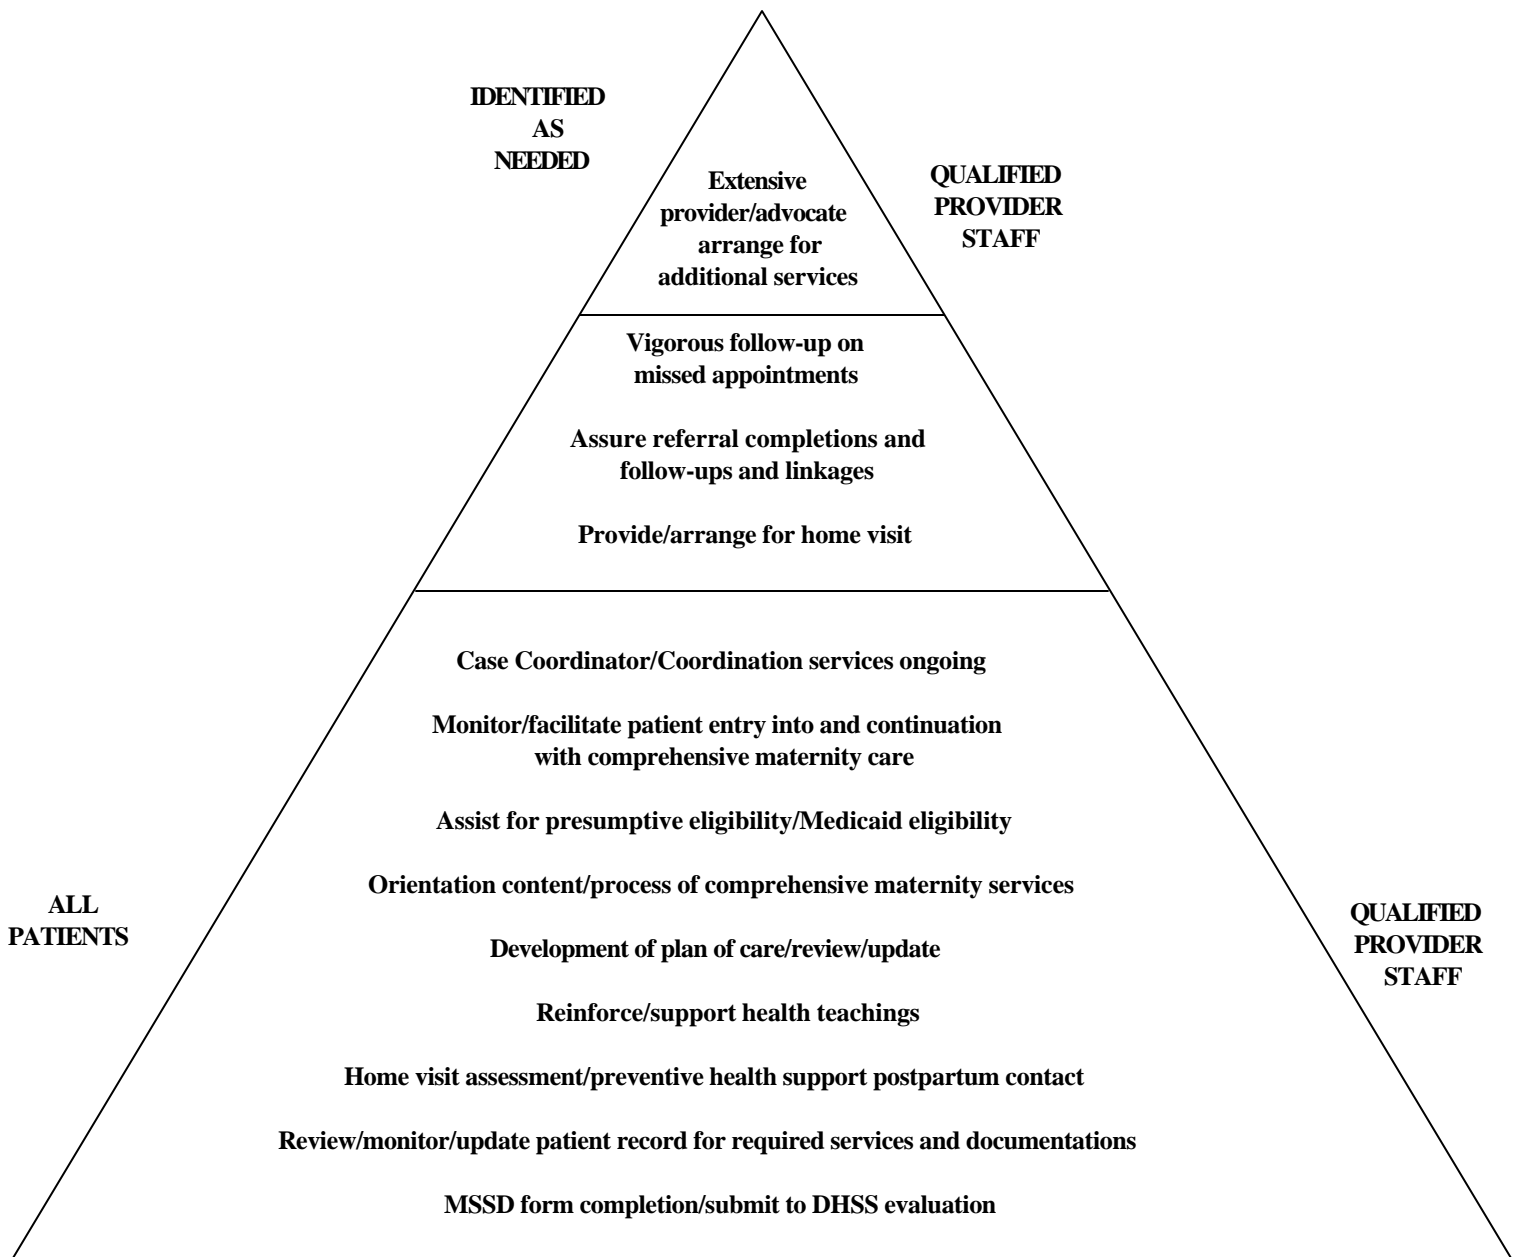 IDENTIFIED
AS
NEEDED
QUALIFIED
PROVIDER
STAFF
Extensive
provider/advocate
arrange for
additional services
Vigorous follow-up on
missed appointments
Assure referral completions and
follow-ups and linkages
Provide/arrange for home visit
Case Coordinator/Coordination services ongoing
Monitor/facilitate patient entry into and continuation
with comprehensive maternity care
Assist for presumptive eligibility/Medicaid eligibility
Orientation content/process of comprehensive maternity services
ALL
PATIENTS
QUALIFIED
PROVIDER
STAFF
Development of plan of care/review/update
Reinforce/support health teachings
Home visit assessment/preventive health support postpartum contact
Review/monitor/update patient record for required services and documentations
MSSD form completion/submit to DHSS evaluation